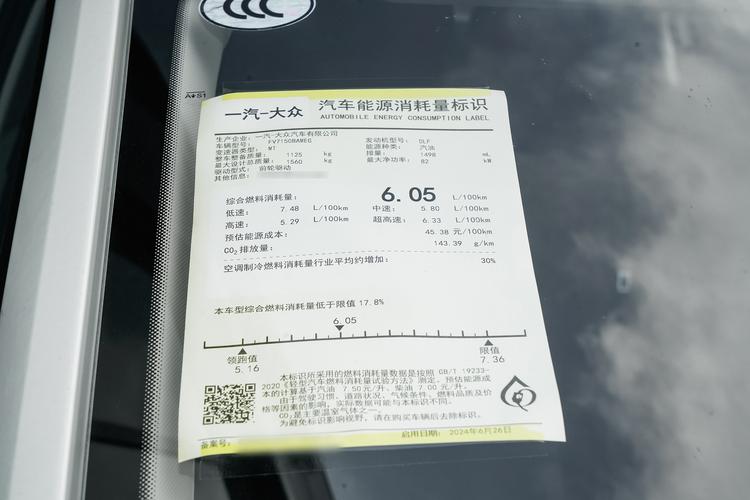 CCC
A+S1
一汽-大众 汽车能源消耗量标识
AUTOMOBILE ENERGY CONSUMPTION LABEL
生产企业：一汽-大众汽车有限公司
车辆型号： FV7150BAMEG 发动机型号： DLF
变速器类型： MT 能源种类： 汽油
整车整备质量： 1125 kg 排量： 1498 mL
最大设计总质量： 1560 kg 最大净功率： 82 kW
驱动型式： 前轮驱动
其他信息：
综合燃料消耗量： 6.05 L/100km
低速： 7.48 L/100km 中速： 5.80 L/100km
高速： 5.29 L/100km 超高速： 6.33 L/100km
预估能源成本： 45.38 元/100km
CO₂排放量： 143.39 g/km
空调制冷燃料消耗量行业平均约增加： 30%
本车型综合燃料消耗量低于限值 17.8%
6.05
领跑值 限值
5.16 7.36
本标识所采用的燃料消耗量数据是按照 GB/T 19233-
2020《轻型汽车燃料消耗量试验方法》测定。预估能源成
本的计算基于汽油 7.50 元/升、柴油 7.00 元/升。
由于驾驶习惯、道路状况、气候条件、燃料品质及价
格等因素的影响，实际数据可能与本标识不同。
CO₂是主要温室气体之一。
为避免标识影响视野，请在购买车辆后去除标识。
备案号： 启用日期： 2024年6月26日